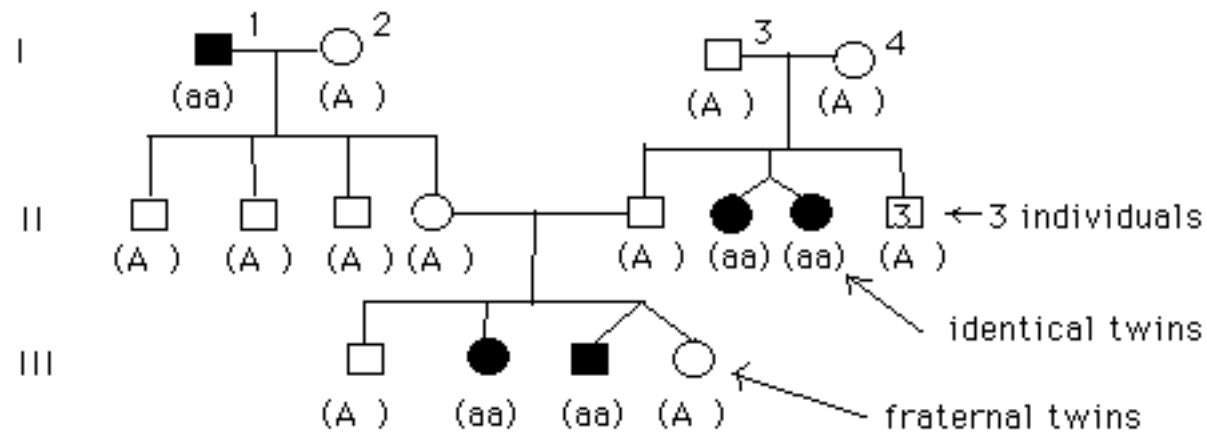 I 1 2 3 4
(aa) (A ) (A ) (A )
II 3 ←3 individuals
(A ) (A ) (A ) (A ) (A ) (aa) (aa) (A )
identical twins
III
(A ) (aa) (aa) (A ) fraternal twins